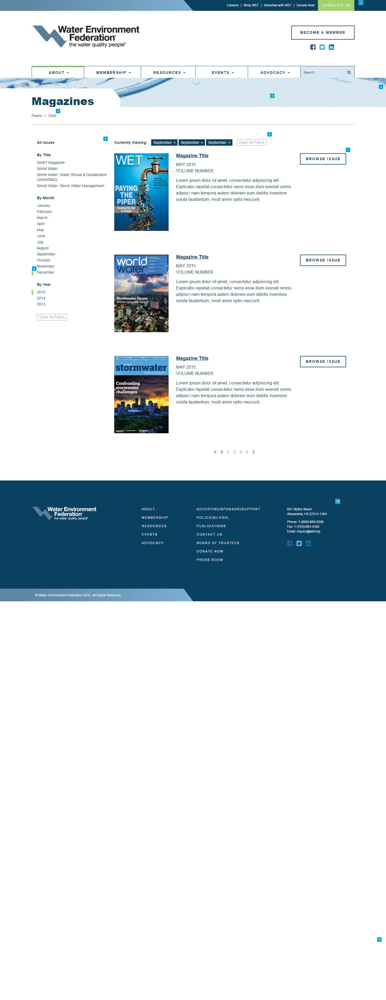 Careers | Shop WEF | Advertise with WEF | Donate Now JOIN/LOG IN 1
Water Environment
Federation®
the water quality people®
BECOME A MEMBER
ABOUT MEMBERSHIP RESOURCES EVENTS ADVOCACY Search
4
2
Magazines
3
Parent > Child
5
6
All Issues
Currently Viewing: September × September × September × Clear All Filters
7
By Title
We&T Magazine
World Water
World Water: Water Reuse & Desalination
(WWWR&D)
World Water: Storm Water Management
By Month
January
February
March
April
May
June
July
August
September
October
November
8
December
By Year
2015
2014
2013
Clear All Filters
WET
PAYING
THE
PIPER
Ensuring the flow
of funding
Magazine Title
MAY 2015
VOLUME NUMBER
Lorem ipsum dolor sit amet, consectetur adipisicing elit.
Explicabo repellat consectetur nemo esse illum eveniet omnis
adipisci nam tempora autem dolorem eum debitis inventore
soluta laudantium, modi animi optio nesciunt.
BROWSE ISSUE
world
water
Stormwater Reuse
delivers new water supply
Magazine Title
MAY 2015
VOLUME NUMBER
Lorem ipsum dolor sit amet, consectetur adipisicing elit.
Explicabo repellat consectetur nemo esse illum eveniet omnis
adipisci nam tempora autem dolorem eum debitis inventore
soluta laudantium, modi animi optio nesciunt.
BROWSE ISSUE
stormwater
MANAGEMENT
Confronting
stormwater
challenges
Magazine Title
MAY 2015
VOLUME NUMBER
Lorem ipsum dolor sit amet, consectetur adipisicing elit.
Explicabo repellat consectetur nemo esse illum eveniet omnis
adipisci nam tempora autem dolorem eum debitis inventore
soluta laudantium, modi animi optio nesciunt.
BROWSE ISSUE
1 2 3 4 5
10
Water Environment
Federation®
the water quality people®
ABOUT
MEMBERSHIP
RESOURCES
EVENTS
ADVOCACY
ADVERTISE/SPONSOR/SUPPORT
POLICIES/LEGAL
PUBLICATIONS
CONTACT US
BOARD OF TRUSTEES
DONATE NOW
PRESS ROOM
601 Wythe Street
Alexandria, VA 22314-1304
Phone: 1-(800)-666-0206
Fax: 1-(703)-684-2492
Email: inquiry@wef.org
© Water Environment Federation 2015. All Rights Reserved.
9